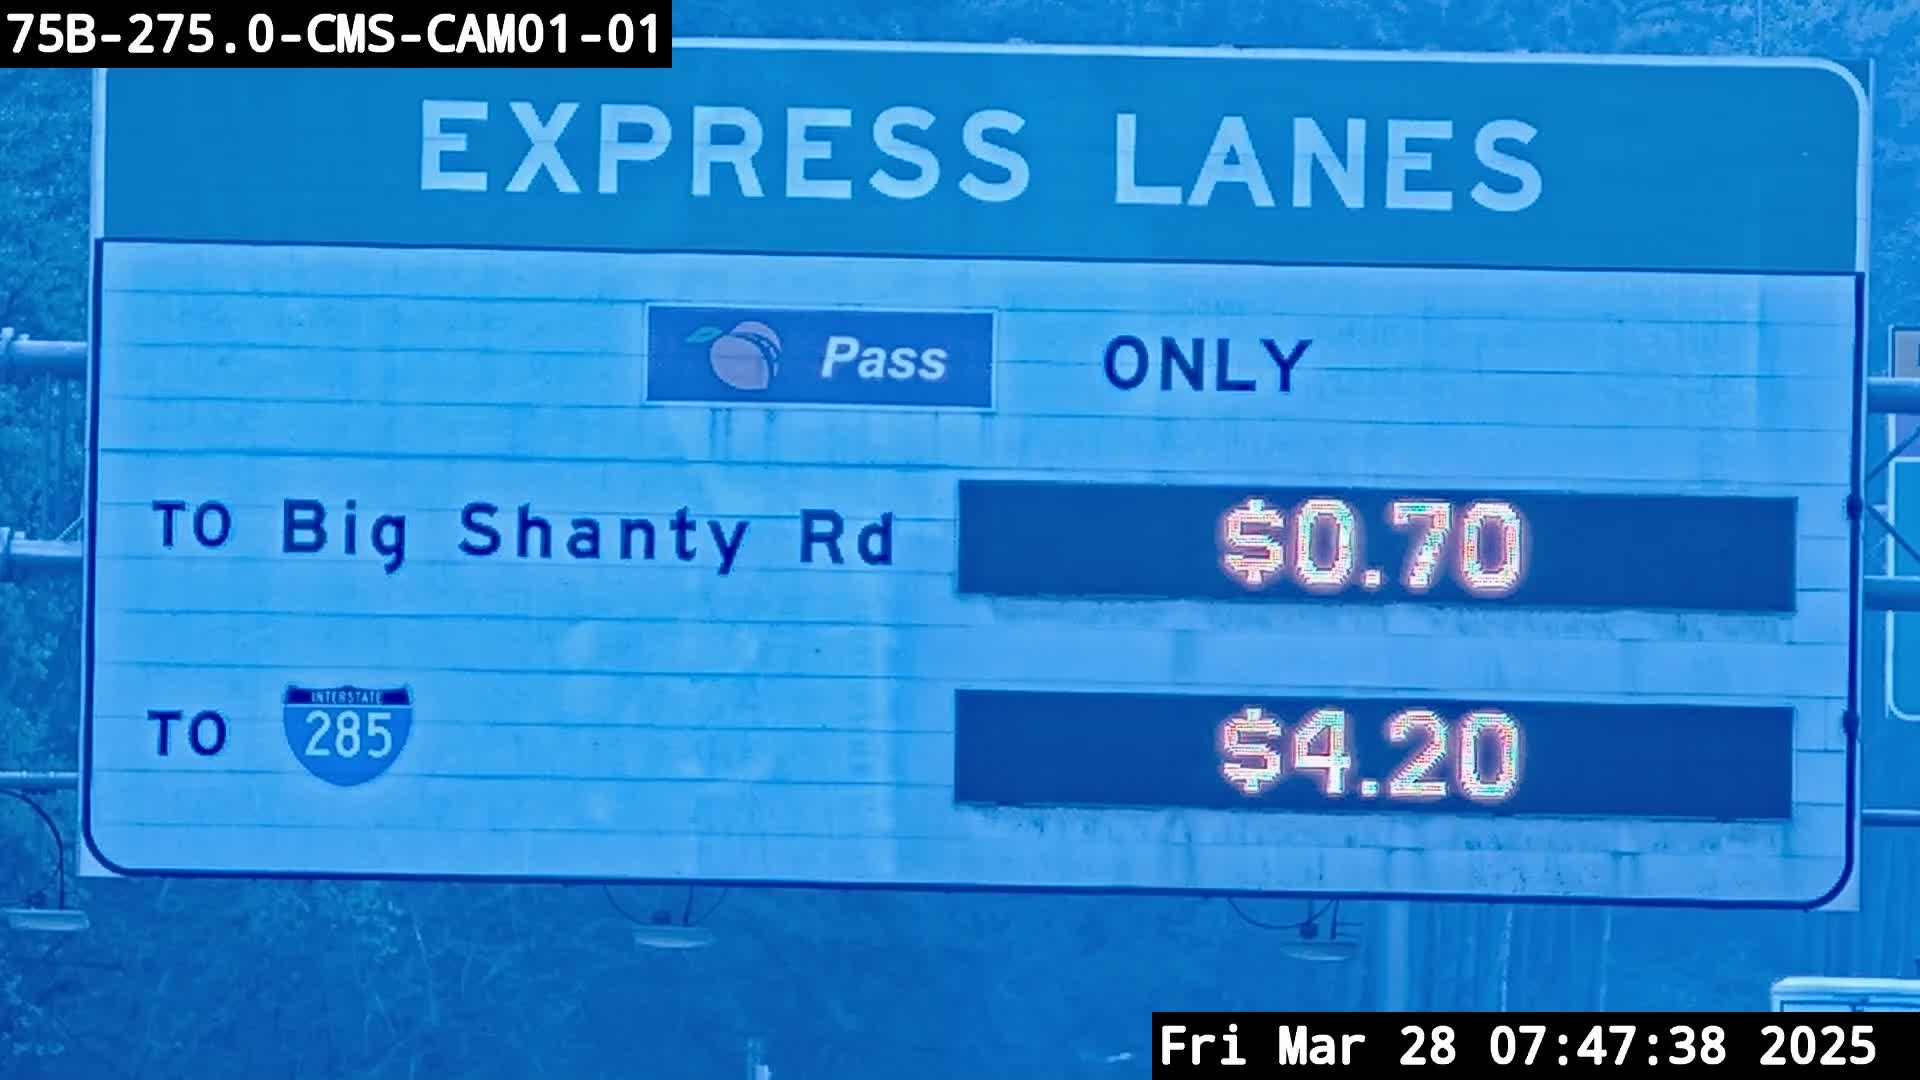 75B-275.0-CMS-CAM01-01
EXPRESS LANES
Pass ONLY
TO Big Shanty Rd $0.70
INTERSTATE
TO 285 $4.20
Fri Mar 28 07:47:38 2025